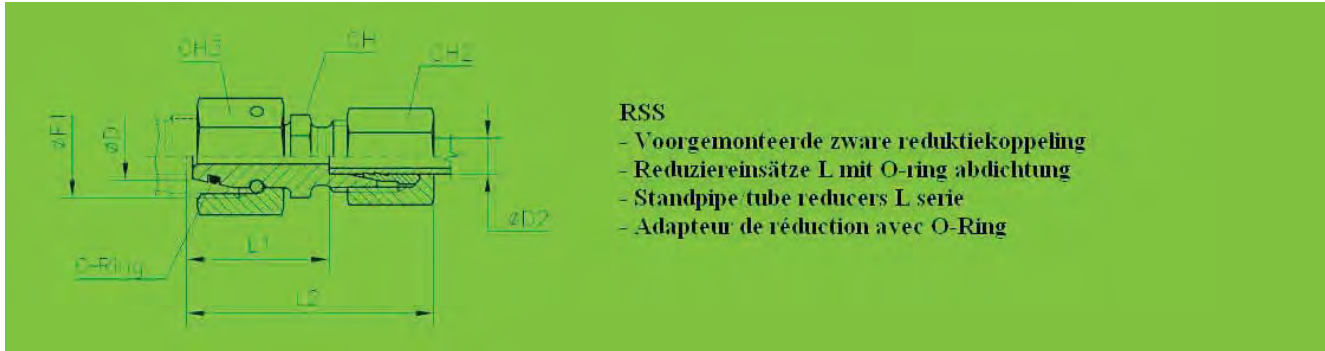 CH3
CH
CH2
øE1
øD1
L1
L2
O-Ring
øD2
RSS
- Voorgemonteerde zware reduktiekoppeling
- Reduziereinsätze L mit O-ring abdichtung
- Standpipe tube reducers L serie
- Adapteur de réduction avec O-Ring